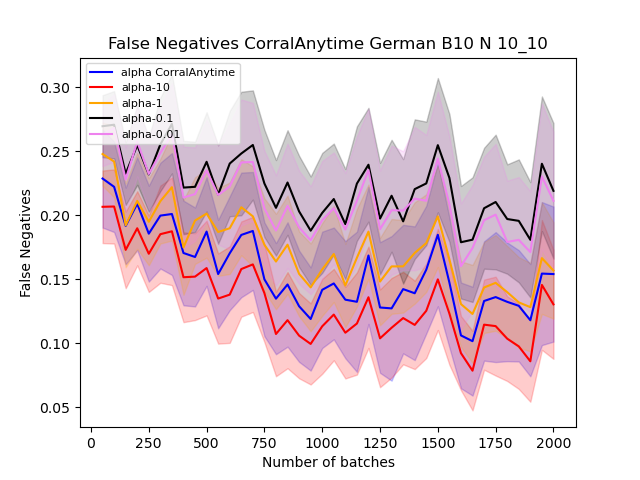 False Negatives CorralAnytime German B10 N 10_10
alpha CorralAnytime
alpha-10
alpha-1
alpha-0.1
alpha-0.01
False Negatives
0.30
0.25
0.20
0.15
0.10
0.05
0 250 500 750 1000 1250 1500 1750 2000
Number of batches